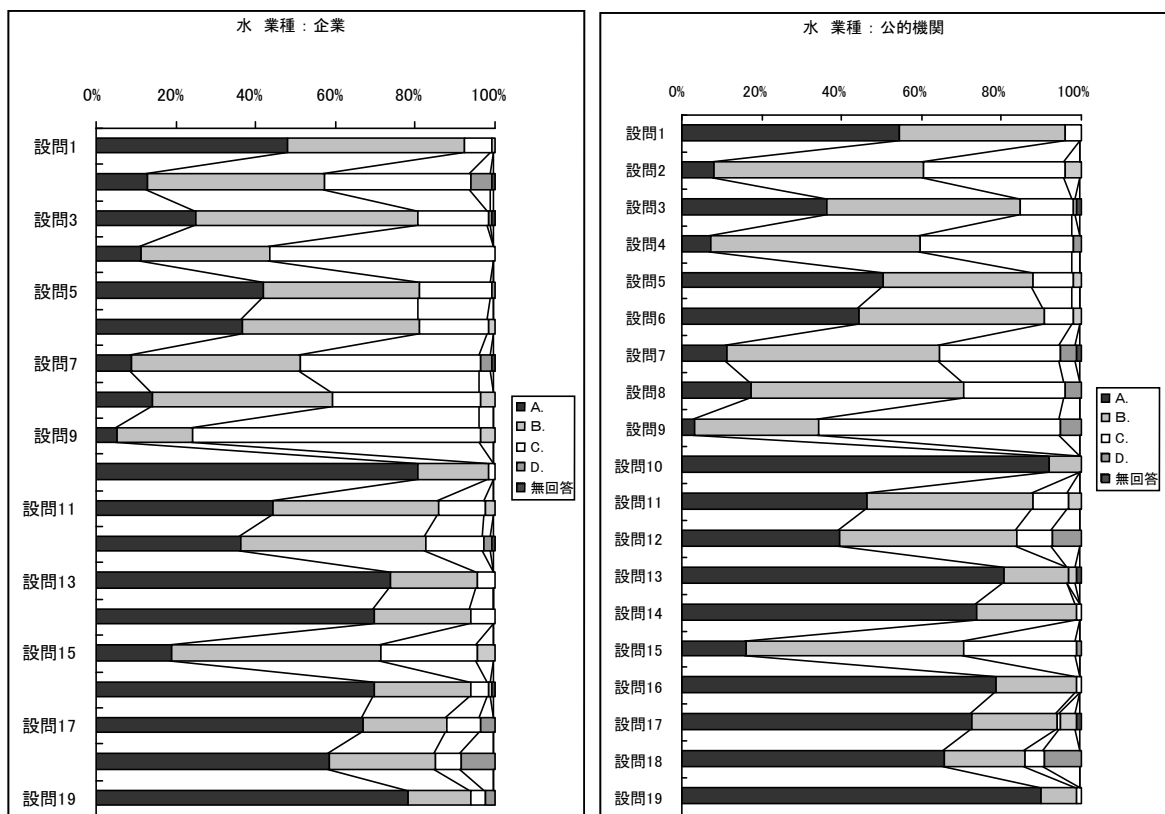 水 業種：企業
0% 20% 40% 60% 80% 100%
設問1
設問3
設問5
設問7
設問9
設問11
設問13
設問15
設問17
設問19
A.
B.
C.
D.
無回答
水 業種：公的機関
0% 20% 40% 60% 80% 100%
設問1
設問2
設問3
設問4
設問5
設問6
設問7
設問8
設問9
設問10
設問11
設問12
設問13
設問14
設問15
設問16
設問17
設問18
設問19
A.
B.
C.
D.
無回答